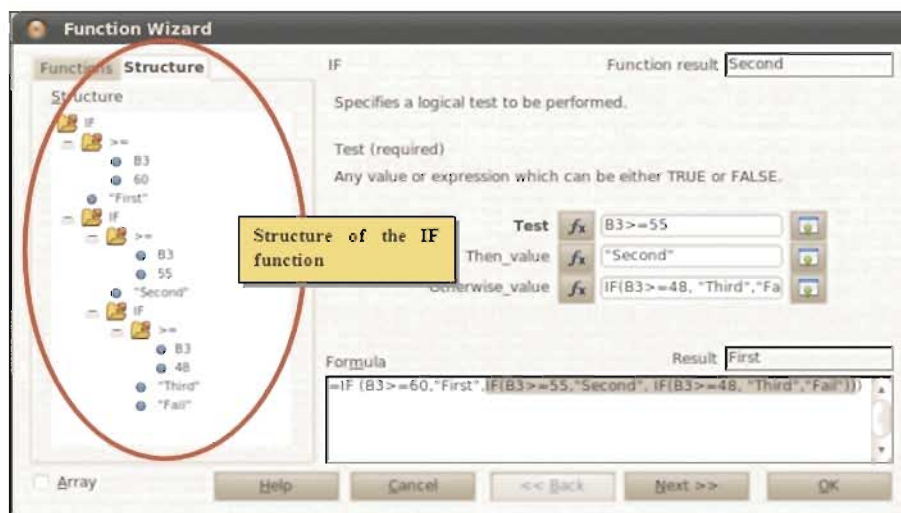 Function Wizard
Functions Structure
Structure
IF
>=
B3
60
"First"
IF
>=
B3
55
"Second"
IF
>=
B3
48
"Third"
"Fail"
Structure of the IF
function
IF Function result Second
Specifies a logical test to be performed.
Test (required)
Any value or expression which can be either TRUE or FALSE.
Test fx B3>=55
Then_value fx "Second"
Otherwise_value fx IF(B3>=48, "Third","Fa
Formula Result First
=IF (B3>=60,"First",IF(B3>=55,"Second", IF(B3>=48, "Third","Fail")))
Array Help Cancel << Back Next >> OK